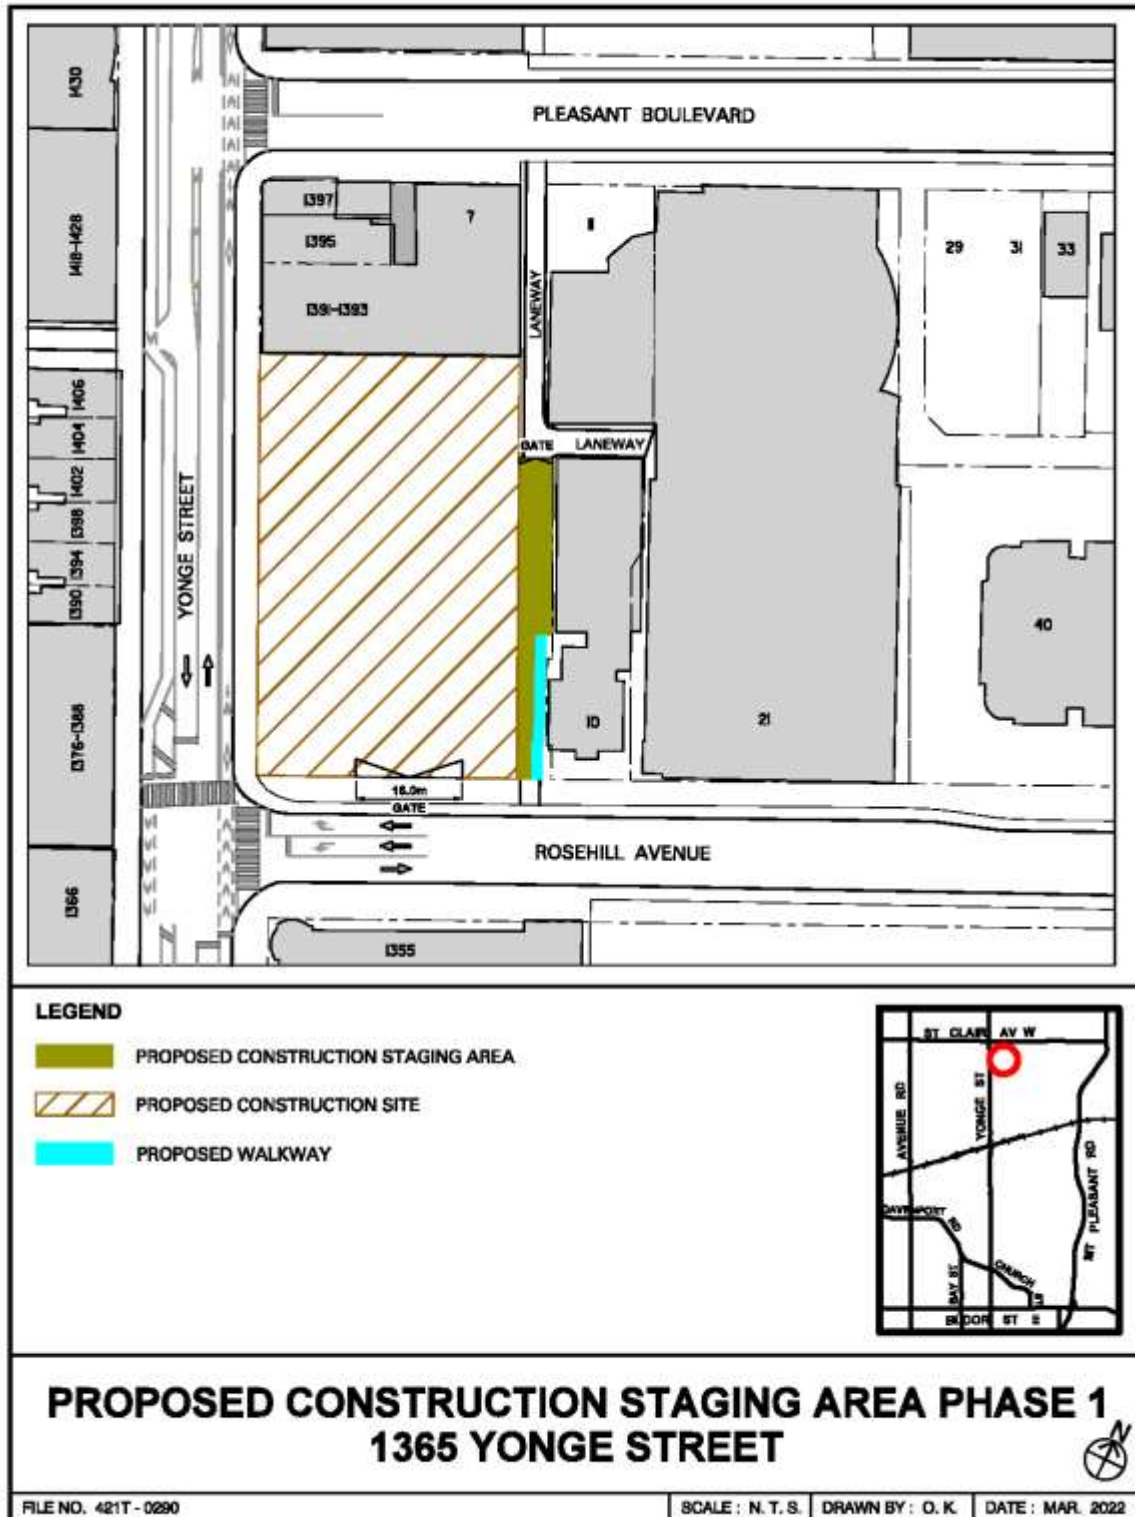 PLEASANT BOULEVARD
1430
1418-1428
1406
1404
1402
1398
1394
1390
1376-1388
1366
YONGE STREET
1397
1395
1391-1393
7
LANEWAY
11
GATE
LANEWAY
29
31
33
40
10
21
16.0m
GATE
ROSEHILL AVENUE
1355
LEGEND
PROPOSED CONSTRUCTION STAGING AREA
PROPOSED CONSTRUCTION SITE
PROPOSED WALKWAY
ST CLAIR AV W
AVENUE RD
YONGE ST
MT PLEASANT RD
DAVENPORT RD
BAY ST
CHURCH ST
BLOOR ST E
PROPOSED CONSTRUCTION STAGING AREA PHASE 1
1365 YONGE STREET
N
FILE NO. 421T-0290
SCALE : N. T. S.
DRAWN BY : O. K.
DATE : MAR. 2022